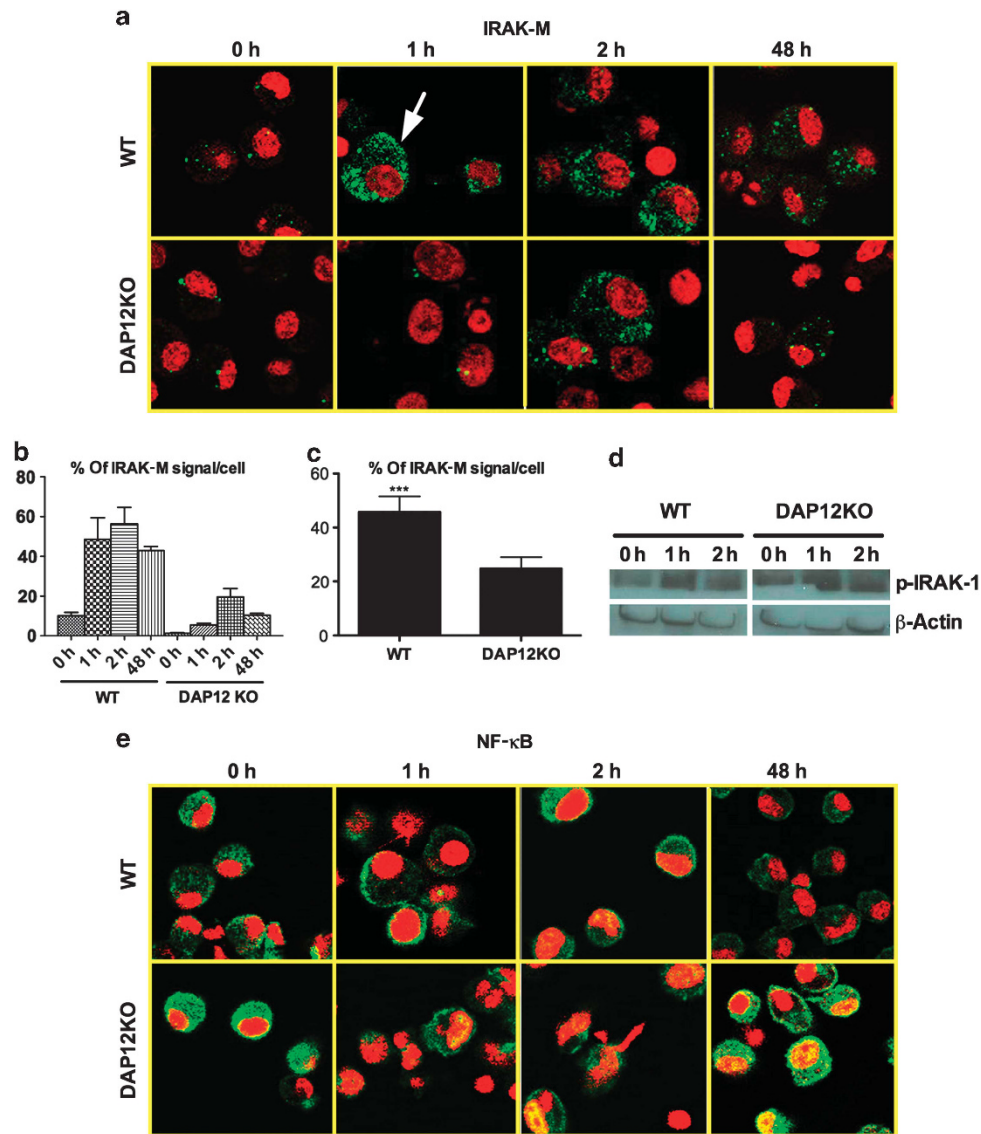 a
IRAK-M
0 h 1 h 2 h 48 h
WT
DAP12KO
b
% Of IRAK-M signal/cell
80
60
40
20
0
0 h 1 h 2 h 48 h 0 h 1 h 2 h 48 h
WT DAP12 KO
c
% Of IRAK-M signal/cell
60
40
20
0
***
WT DAP12KO
d
WT DAP12KO
0 h 1 h 2 h 0 h 1 h 2 h
p-IRAK-1
β-Actin
e
NF-κB
0 h 1 h 2 h 48 h
WT
DAP12KO